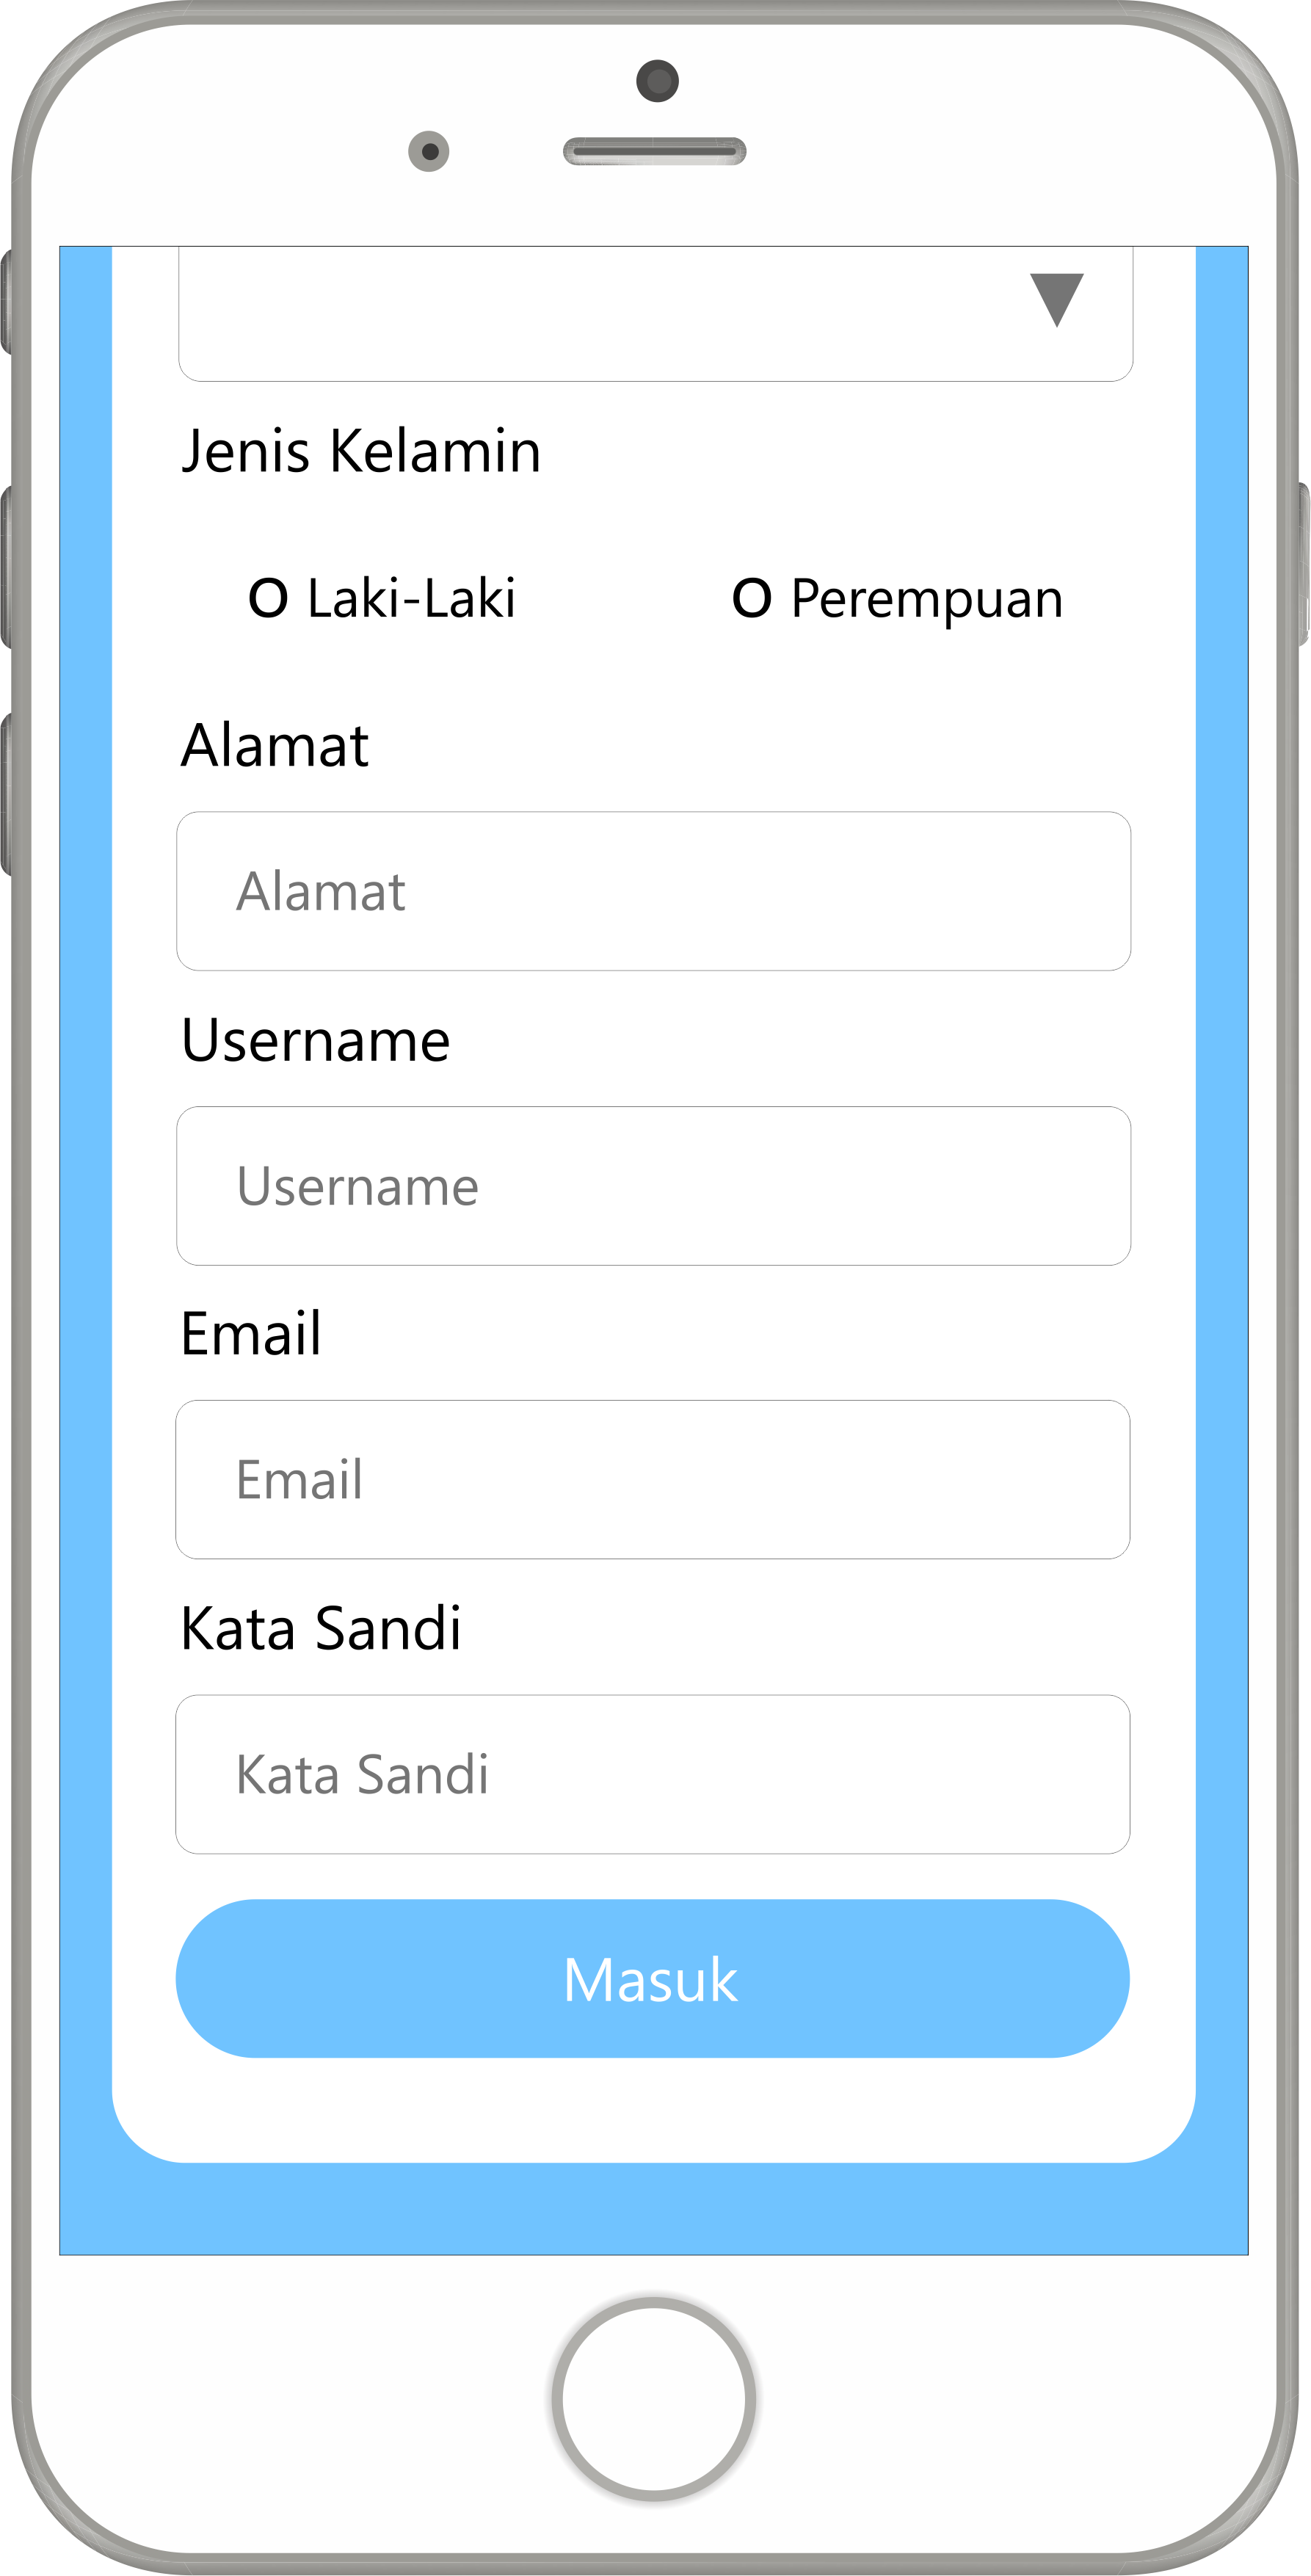 Jenis Kelamin
O Laki-Laki O Perempuan
Alamat
Alamat
Username
Username
Email
Email
Kata Sandi
Kata Sandi
Masuk